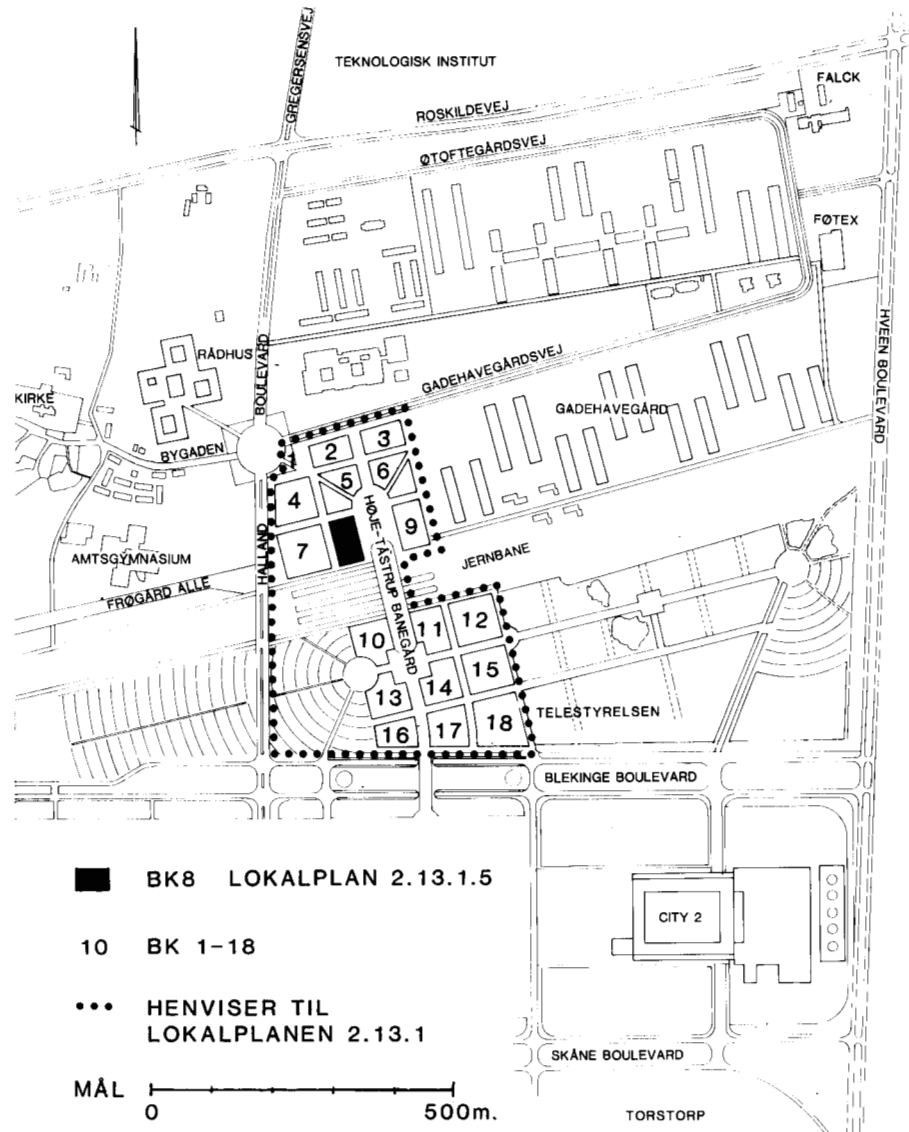 TEKNOLOGISK INSTITUT
GREGERSENSVEJ
ROSKILDEVEJ
FALCK
ØTOFTEGÅRDSVEJ
FØTEX
HVEEN BOULEVARD
RÅDHUS
BOULEVARD
GADEHAVEGÅRDSVEJ
KIRKE
GADEHAVEGÅRD
BYGADEN
1
2
3
4
5
6
7
9
HØJE-TÅSTRUP BANEGÅRD
HALLAND
AMTSGYMNASIUM
JERNBANE
FRØGÅRD ALLE
10
11
12
13
14
15
16
17
18
TELESTYRELSEN
BLEKINGE BOULEVARD
BK8 LOKALPLAN 2.13.1.5
CITY 2
10 BK 1-18
HENVISER TIL
LOKALPLANEN 2.13.1
SKÅNE BOULEVARD
MÅL
0 500m.
TORSTORP